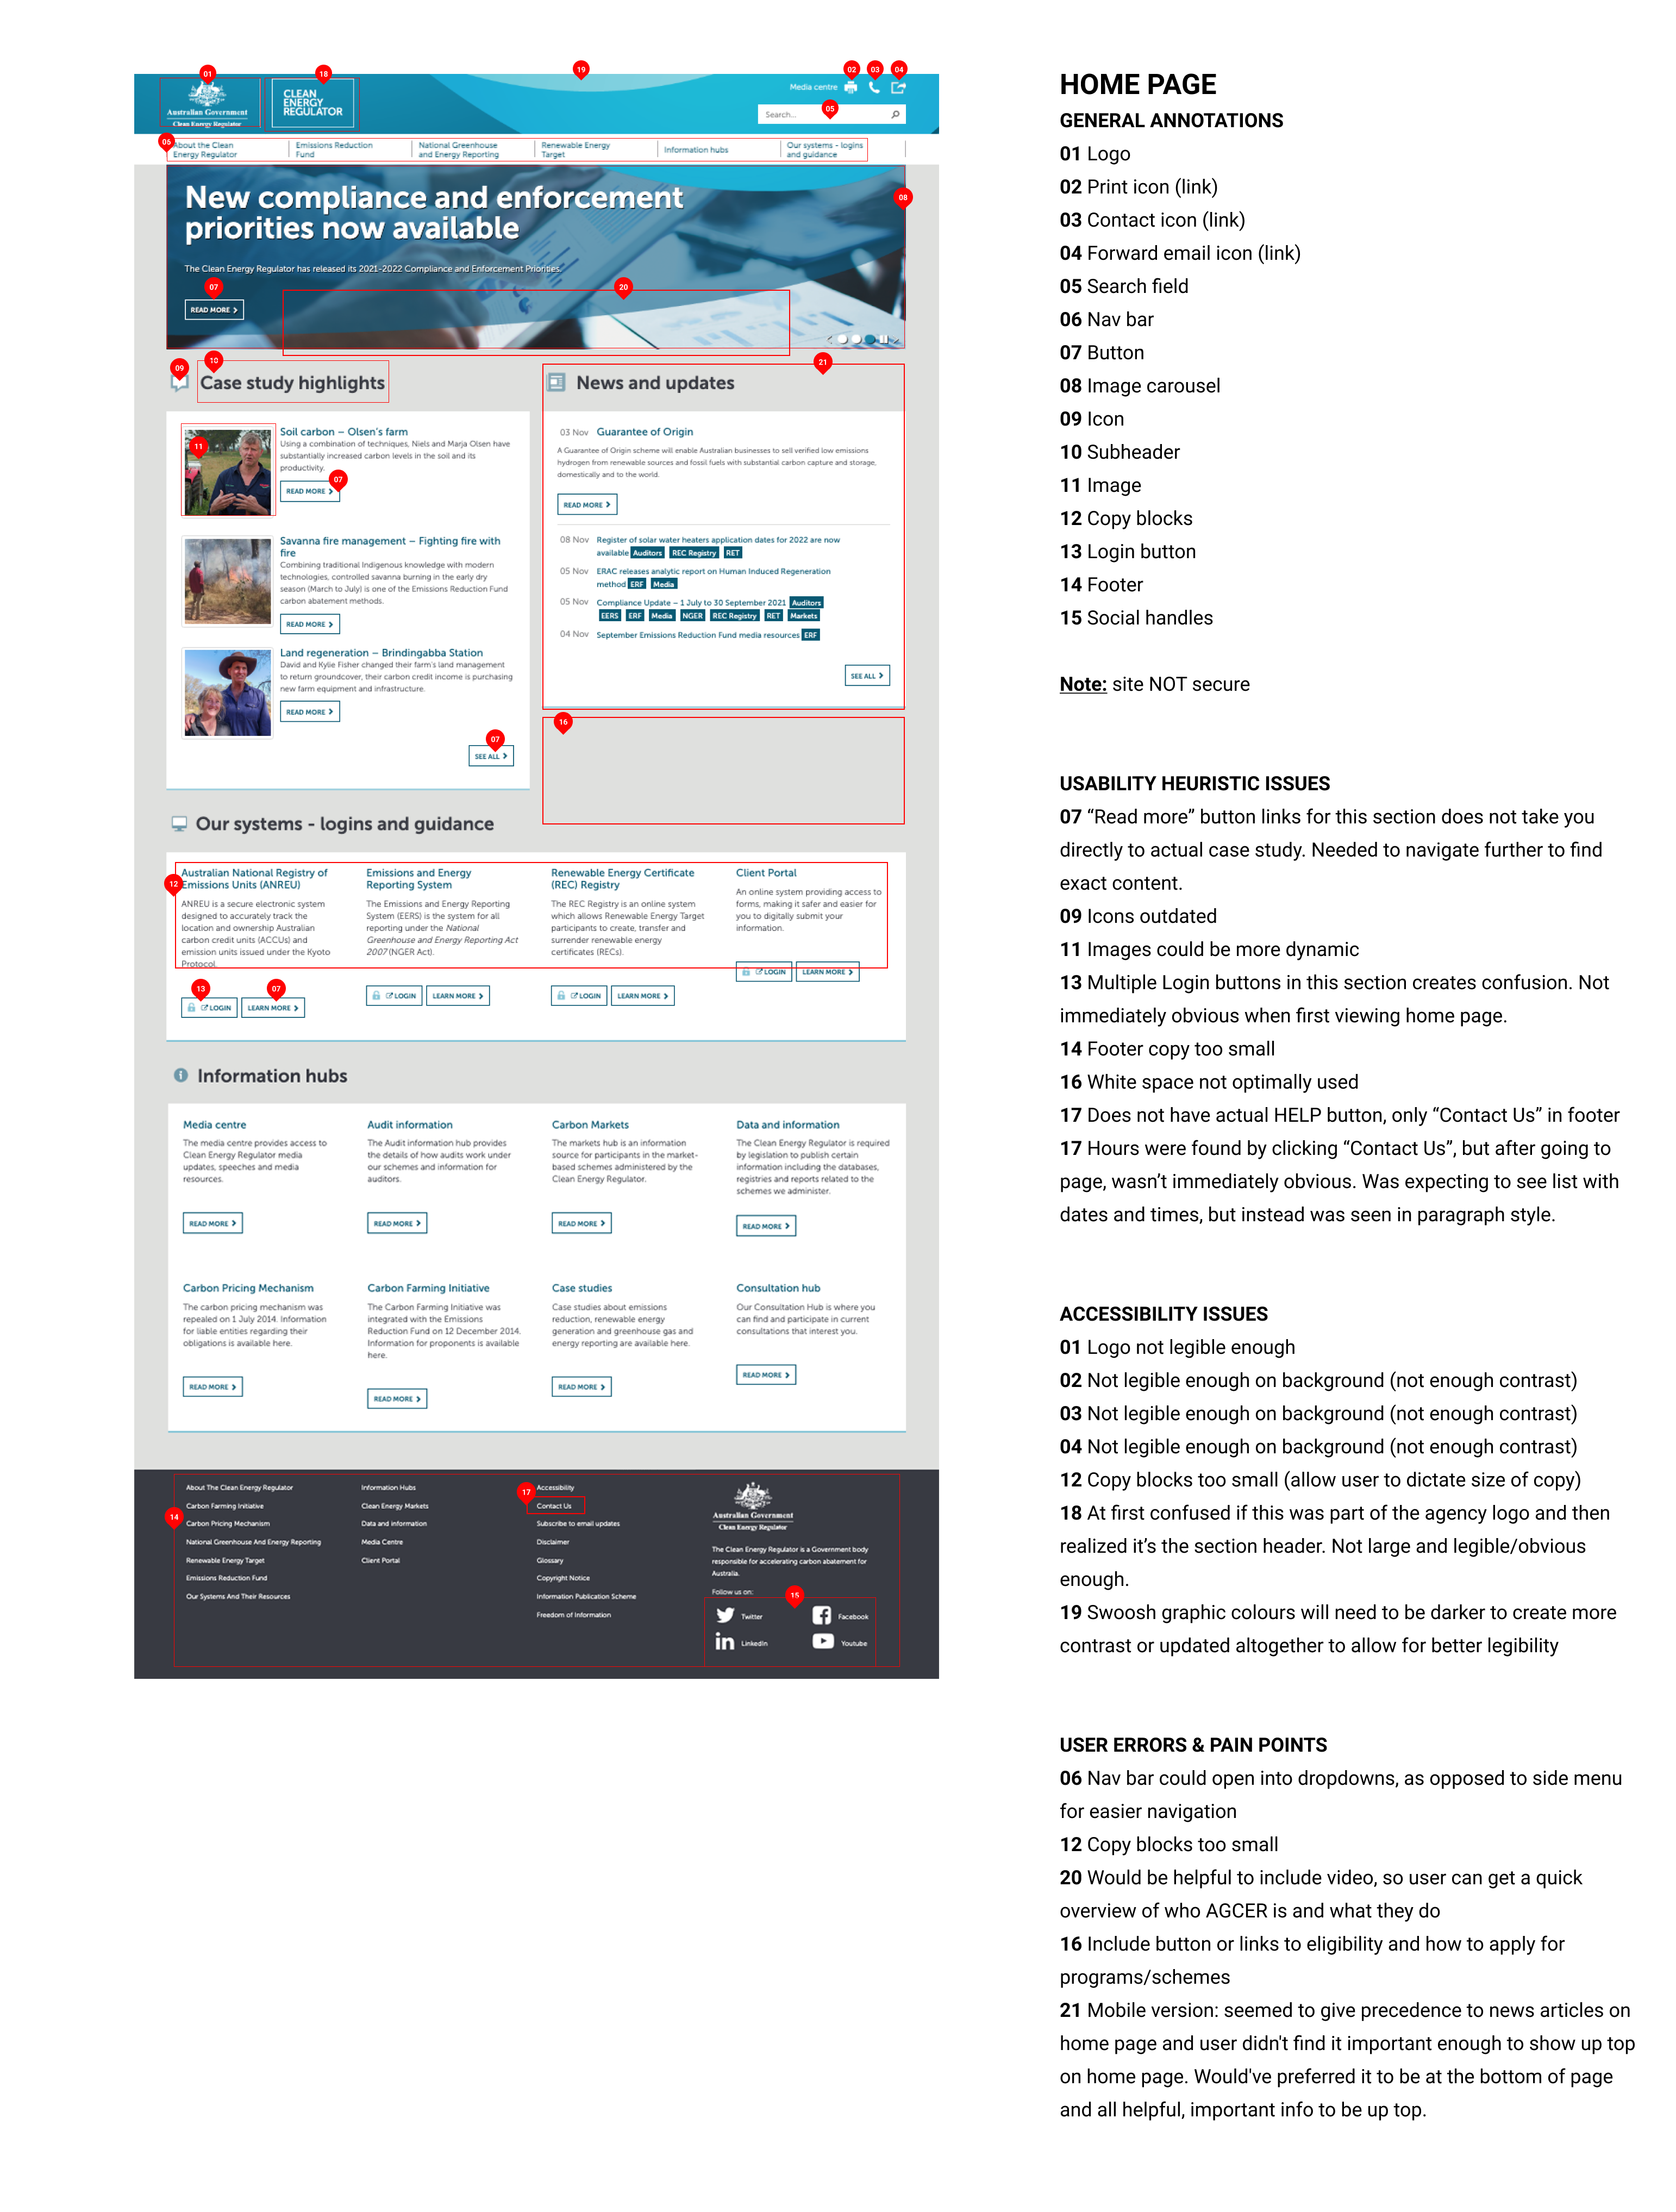 01
18
19
02
03
04
Australian Government
Clean Energy Regulator
CLEAN
ENERGY
REGULATOR
Media centre
Search...
05
06
About the Clean
Energy Regulator
Emissions Reduction
Fund
National Greenhouse
and Energy Reporting
Renewable Energy
Target
Information hubs
Our systems - logins
and guidance
New compliance and enforcement
priorities now available
08
The Clean Energy Regulator has released its 2021-2022 Compliance and Enforcement Priorities.
07
20
READ MORE
09
10
21
Case study highlights
11
Soil carbon – Olsen's farm
Using a combination of techniques, Niels and Marja Olsen have
substantially increased carbon levels in the soil and its
productivity.
07
READ MORE
Savanna fire management – Fighting fire with
fire
Combining traditional Indigenous knowledge with modern
technologies, controlled savanna burning in the early dry
season (March to July) is one of the Emissions Reduction Fund
carbon abatement methods.
READ MORE
Land regeneration – Brindingabba Station
David and Kylie Fisher changed their farm's land management
to return groundcover, their carbon credit income is purchasing
new farm equipment and infrastructure.
READ MORE
07
SEE ALL
News and updates
03 Nov Guarantee of Origin
A Guarantee of Origin scheme will enable Australian businesses to sell verified low emissions
hydrogen from renewable sources and fossil fuels with substantial carbon capture and storage,
domestically and to the world.
READ MORE
08 Nov Register of solar water heaters application dates for 2022 are now
available Auditors REC Registry RET
05 Nov ERAC releases analytic report on Human Induced Regeneration
method ERF Media
05 Nov Compliance Update – 1 July to 30 September 2021 Auditors
EERS ERF Media NGER REC Registry RET Markets
04 Nov September Emissions Reduction Fund media resources ERF
SEE ALL
16
Our systems - logins and guidance
12
Australian National Registry of
Emissions Units (ANREU)
ANREU is a secure electronic system
designed to accurately track the
location and ownership Australian
carbon credit units (ACCUs) and
emission units issued under the Kyoto
Protocol.
13
07
LOGIN
LEARN MORE
Emissions and Energy
Reporting System
The Emissions and Energy Reporting
System (EERS) is the system for all
reporting under the National
Greenhouse and Energy Reporting Act
2007 (NGER Act).
LOGIN
LEARN MORE
Renewable Energy Certificate
(REC) Registry
The REC Registry is an online system
which allows Renewable Energy Target
participants to create, transfer and
surrender renewable energy
certificates (RECs).
LOGIN
LEARN MORE
Client Portal
An online system providing access to
forms, making it safer and easier for
you to digitally submit your
information.
LOGIN
LEARN MORE
Information hubs
Media centre
The media centre provides access to
Clean Energy Regulator media
updates, speeches and media
resources.
READ MORE
Audit information
The Audit information hub provides
the details of how audits work under
our schemes and information for
auditors.
READ MORE
Carbon Markets
The markets hub is an information
source for participants in the market-
based schemes administered by the
Clean Energy Regulator.
READ MORE
Data and information
The Clean Energy Regulator is required
by legislation to publish certain
information including the databases,
registries and reports related to the
schemes we administer.
READ MORE
Carbon Pricing Mechanism
The carbon pricing mechanism was
repealed on 1 July 2014. Information
for liable entities regarding their
obligations is available here.
READ MORE
Carbon Farming Initiative
The Carbon Farming Initiative was
integrated with the Emissions
Reduction Fund on 12 December 2014.
Information for proponents is available
here.
READ MORE
Case studies
Case studies about emissions
reduction, renewable energy
generation and greenhouse gas and
energy reporting are available here.
READ MORE
Consultation hub
Our Consultation Hub is where you
can find and participate in current
consultations that interest you.
READ MORE
14
About The Clean Energy Regulator
Carbon Farming Initiative
Carbon Pricing Mechanism
National Greenhouse And Energy Reporting
Renewable Energy Target
Emissions Reduction Fund
Our Systems And Their Resources
Information Hubs
Clean Energy Markets
Data and information
Media Centre
Client Portal
17
Accessibility
Contact Us
Subscribe to email updates
Disclaimer
Glossary
Copyright Notice
Information Publication Scheme
Freedom of Information
Australian Government
Clean Energy Regulator
The Clean Energy Regulator is a Government body
responsible for accelerating carbon abatement for
Australia.
Follow us on:
15
Twitter
Facebook
LinkedIn
Youtube
HOME PAGE
GENERAL ANNOTATIONS
01 Logo
02 Print icon (link)
03 Contact icon (link)
04 Forward email icon (link)
05 Search field
06 Nav bar
07 Button
08 Image carousel
09 Icon
10 Subheader
11 Image
12 Copy blocks
13 Login button
14 Footer
15 Social handles
Note: site NOT secure
USABILITY HEURISTIC ISSUES
07 “Read more” button links for this section does not take you
directly to actual case study. Needed to navigate further to find
exact content.
09 Icons outdated
11 Images could be more dynamic
13 Multiple Login buttons in this section creates confusion. Not
immediately obvious when first viewing home page.
14 Footer copy too small
16 White space not optimally used
17 Does not have actual HELP button, only “Contact Us” in footer
17 Hours were found by clicking “Contact Us”, but after going to
page, wasn’t immediately obvious. Was expecting to see list with
dates and times, but instead was seen in paragraph style.
ACCESSIBILITY ISSUES
01 Logo not legible enough
02 Not legible enough on background (not enough contrast)
03 Not legible enough on background (not enough contrast)
04 Not legible enough on background (not enough contrast)
12 Copy blocks too small (allow user to dictate size of copy)
18 At first confused if this was part of the agency logo and then
realized it’s the section header. Not large and legible/obvious
enough.
19 Swoosh graphic colours will need to be darker to create more
contrast or updated altogether to allow for better legibility
USER ERRORS & PAIN POINTS
06 Nav bar could open into dropdowns, as opposed to side menu
for easier navigation
12 Copy blocks too small
20 Would be helpful to include video, so user can get a quick
overview of who AGCER is and what they do
16 Include button or links to eligibility and how to apply for
programs/schemes
21 Mobile version: seemed to give precedence to news articles on
home page and user didn't find it important enough to show up top
on home page. Would've preferred it to be at the bottom of page
and all helpful, important info to be up top.